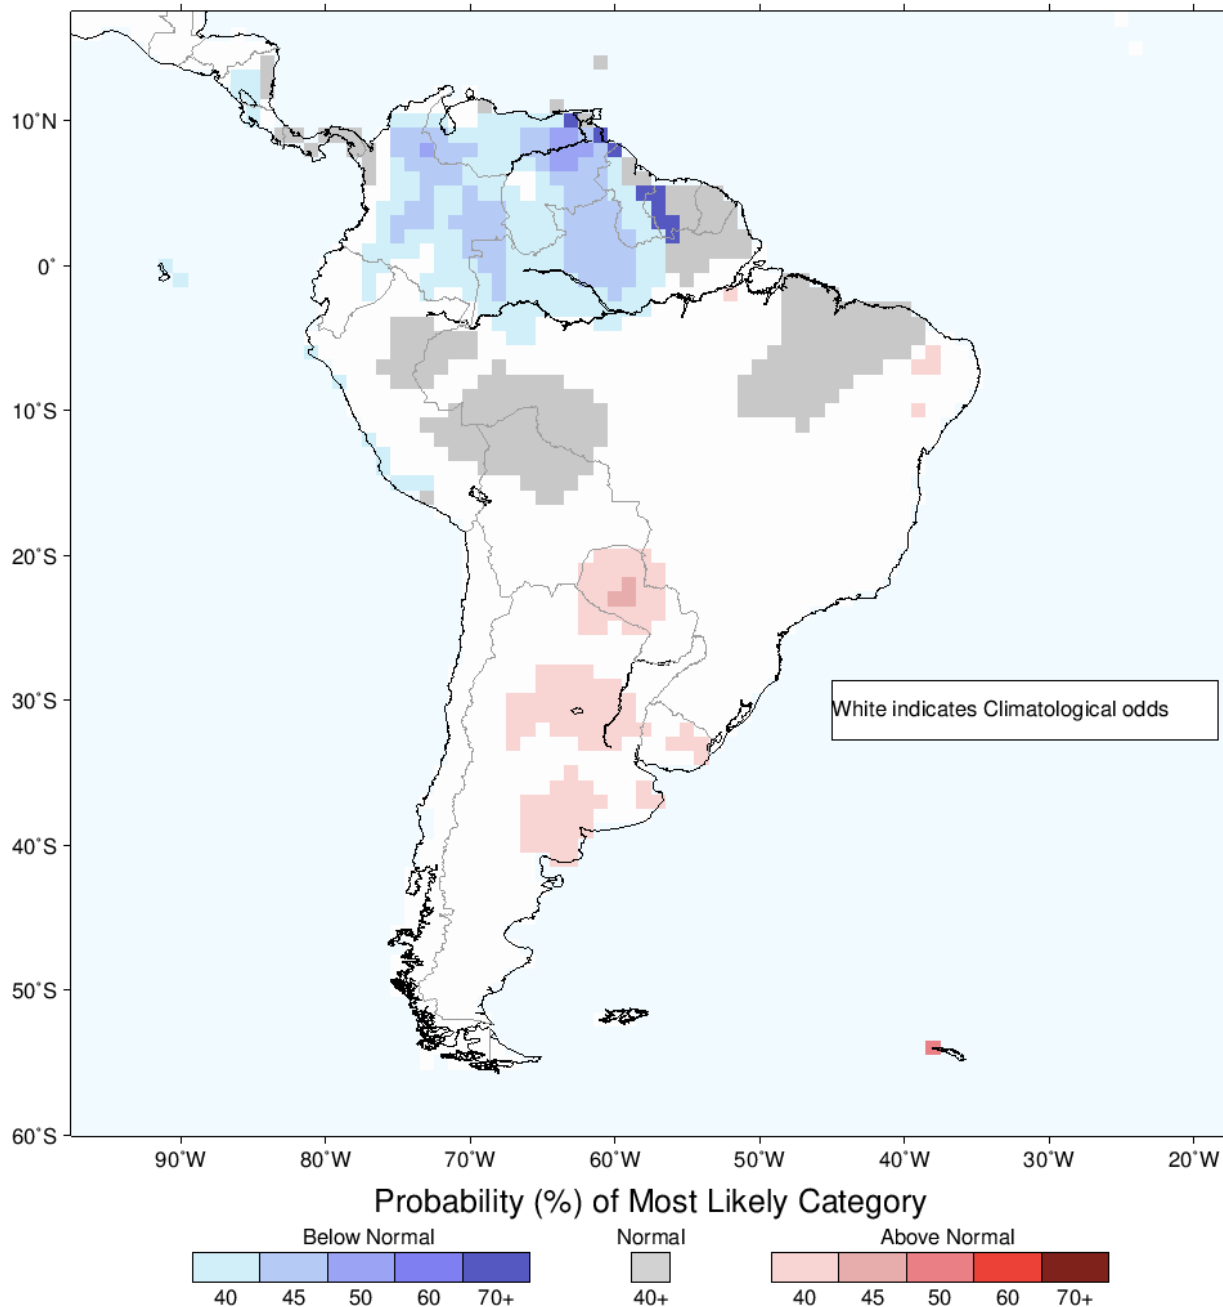 10°N
0°
10°S
20°S
30°S
40°S
50°S
60°S
White indicates Climatological odds
90°W 80°W 70°W 60°W 50°W 40°W 30°W 20°W
Probability (%) of Most Likely Category
Below Normal Normal Above Normal
40 45 50 60 70+ 40+ 40 45 50 60 70+